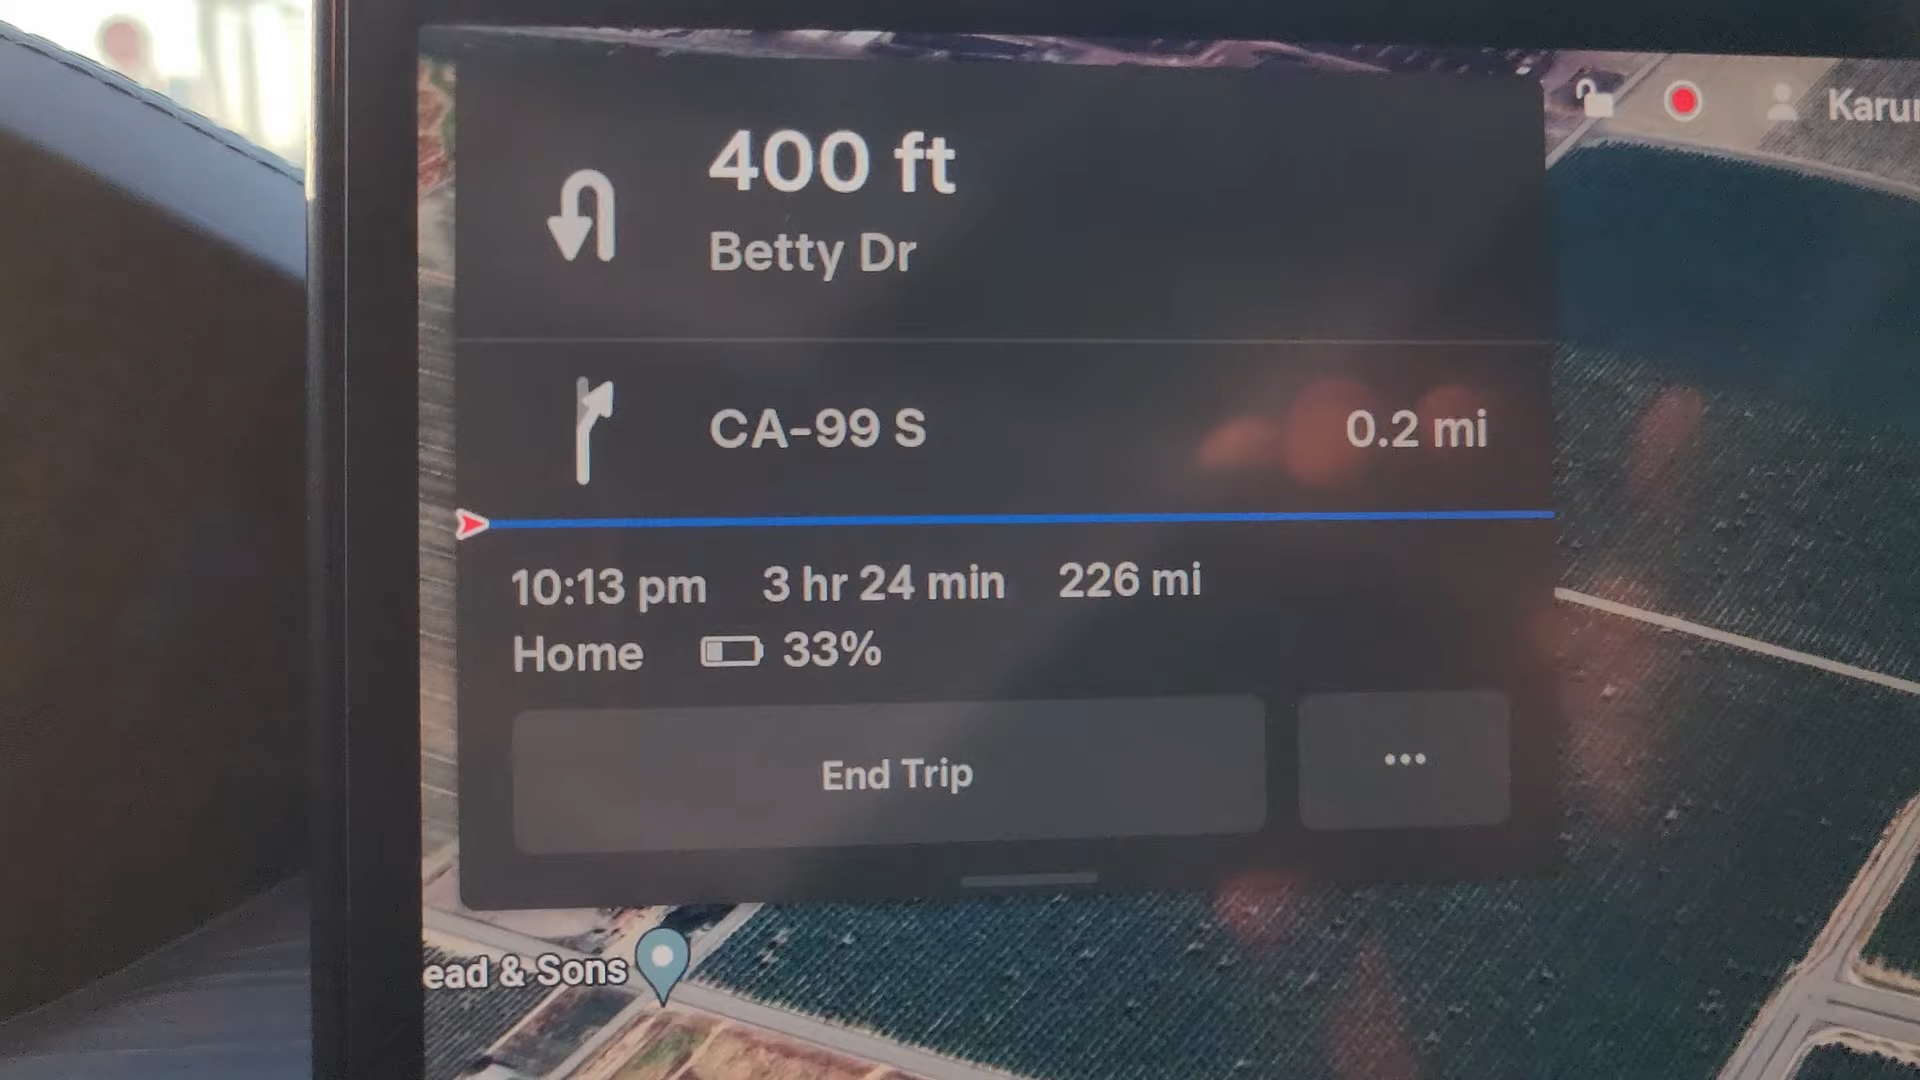 400 ft
Betty Dr
CA-99 S 0.2 mi
10:13 pm 3 hr 24 min 226 mi
Home 33%
End Trip
ead & Sons
Karun